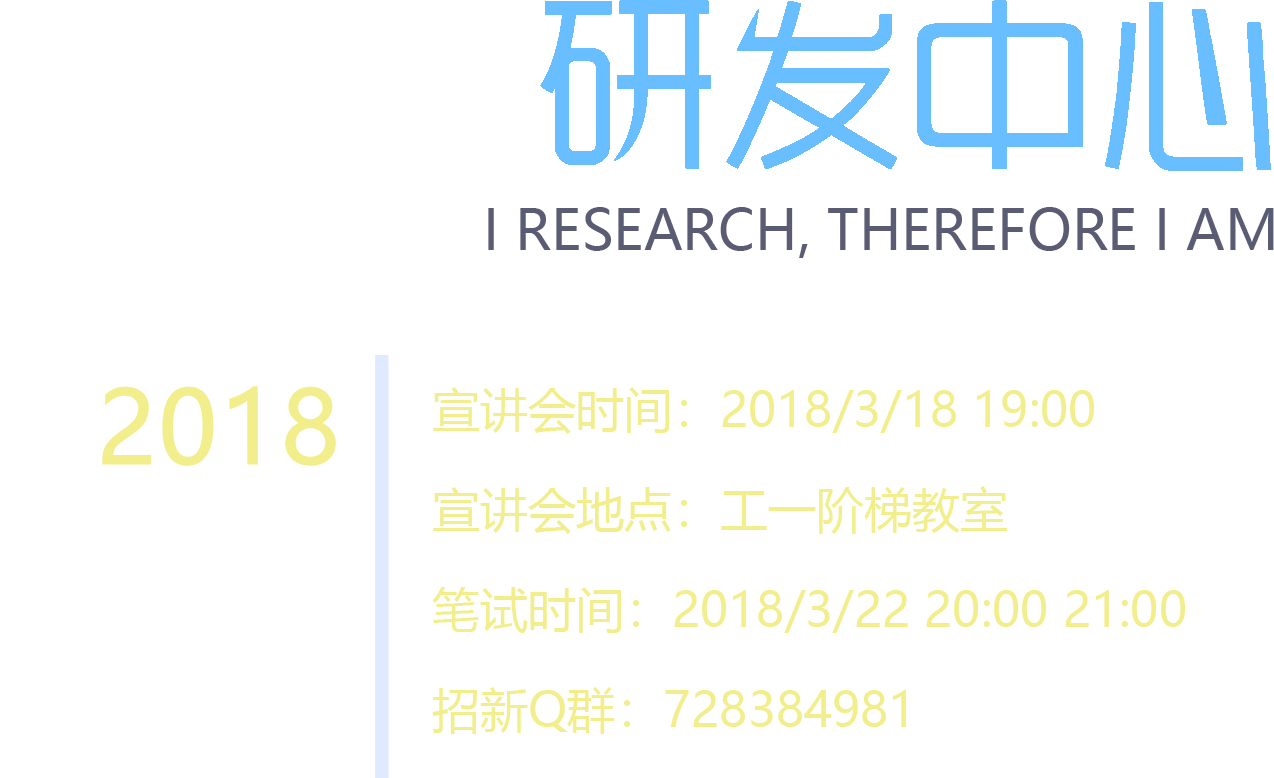 研发中心
I RESEARCH, THEREFORE I AM
2018
宣讲会时间：2018/3/18 19:00
宣讲会地点：工一阶梯教室
笔试时间：2018/3/22 20:00 21:00
招新Q群：728384981